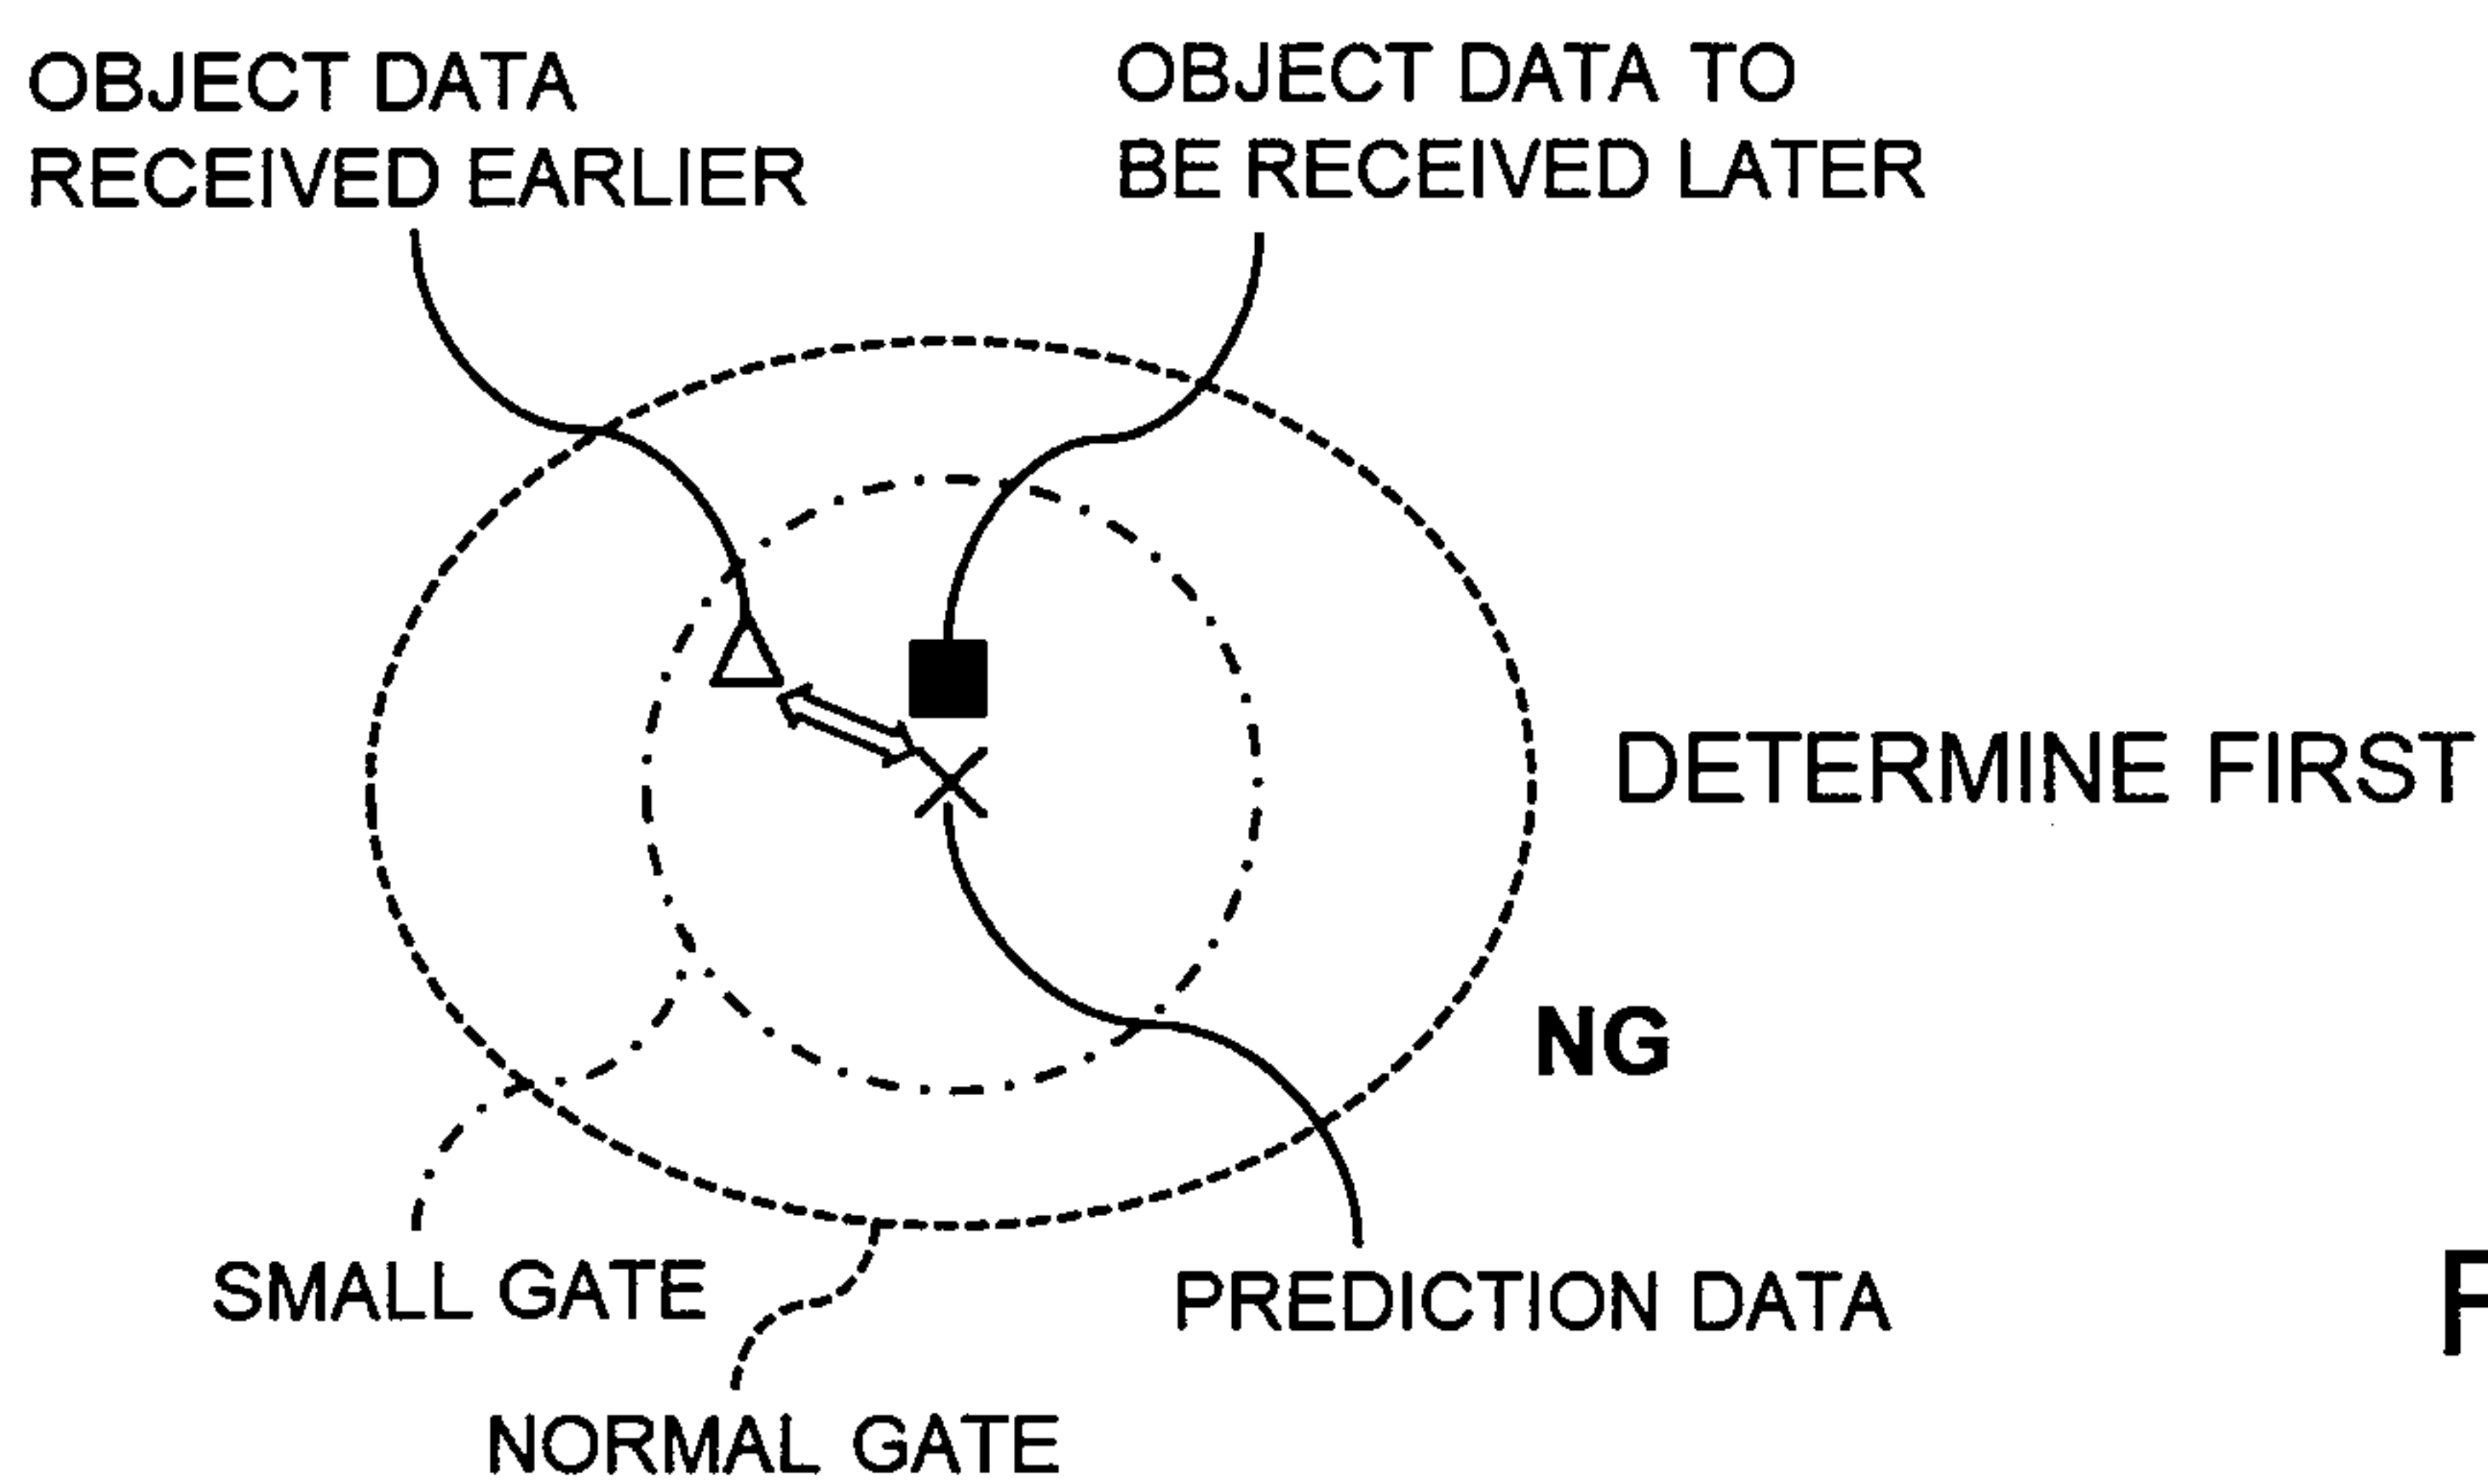 OBJECT DATA
RECEIVED EARLIER
OBJECT DATA TO
BE RECEIVED LATER
DETERMINE FIRST
NG
SMALL GATE
PREDICTION DATA
NORMAL GATE